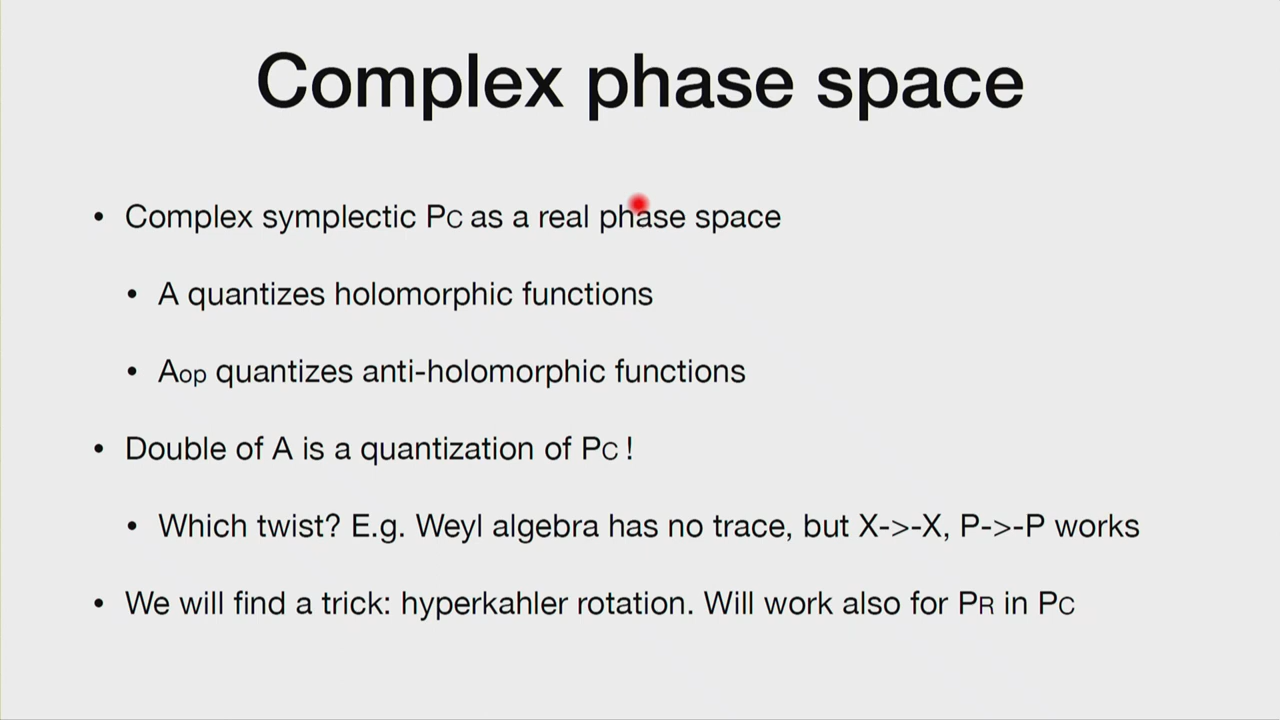 Complex phase space
• Complex symplectic PC as a real phase space
• A quantizes holomorphic functions
• Aop quantizes anti-holomorphic functions
• Double of A is a quantization of PC !
• Which twist? E.g. Weyl algebra has no trace, but X->-X, P->-P works
• We will find a trick: hyperkahler rotation. Will work also for PR in PC